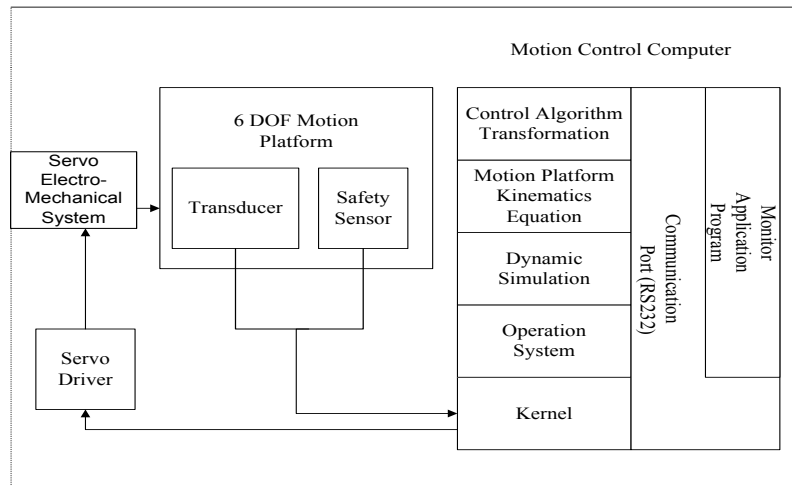 Motion Control Computer
6 DOF Motion
Platform
Transducer
Safety
Sensor
Servo
Electro-
Mechanical
System
Servo
Driver
Control Algorithm
Transformation
Motion Platform
Kinematics
Equation
Dynamic
Simulation
Operation
System
Kernel
Communication
Port (RS232)
Monitor
Application
Program